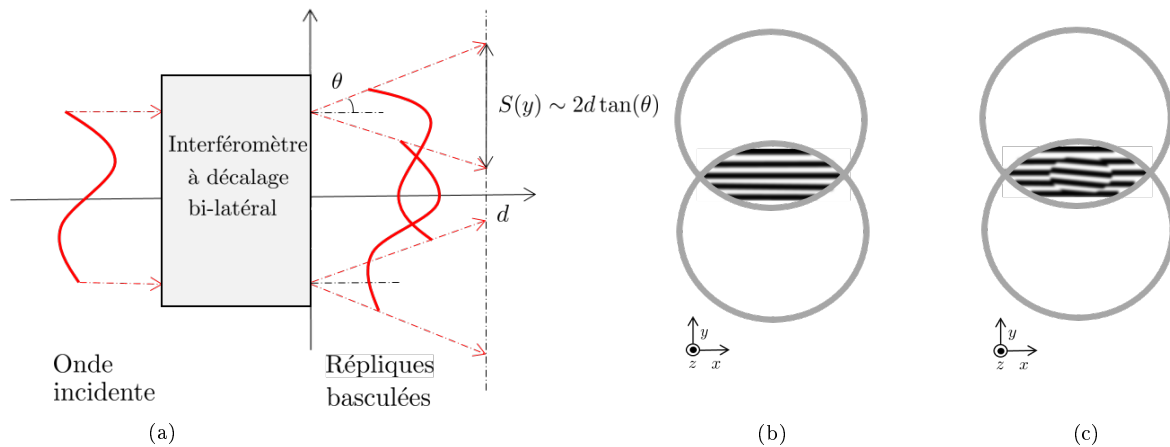 θ
S(y) ∼ 2d tan(θ)
Interféromètre
à décalage
bi-latéral
d
Onde
incidente
Répliques
basculées
(a)
y
z
x
(b)
y
z
x
(c)